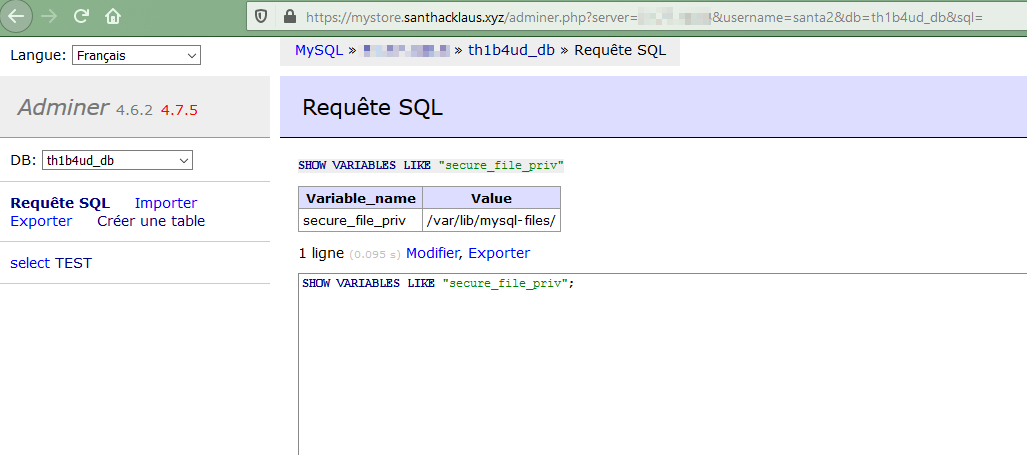 https://mystore.santhacklaus.xyz/adminer.php?server= &username=santa2&db=th1b4ud_db&sql=
Langue: Français
MySQL » » th1b4ud_db » Requête SQL
Adminer 4.6.2 4.7.5
Requête SQL
DB: th1b4ud_db
Requête SQL Importer
Exporter Créer une table
select TEST
SHOW VARIABLES LIKE "secure_file_priv"
Variable_name Value
secure_file_priv /var/lib/mysql-files/
1 ligne (0.095 s) Modifier, Exporter
SHOW VARIABLES LIKE "secure_file_priv";